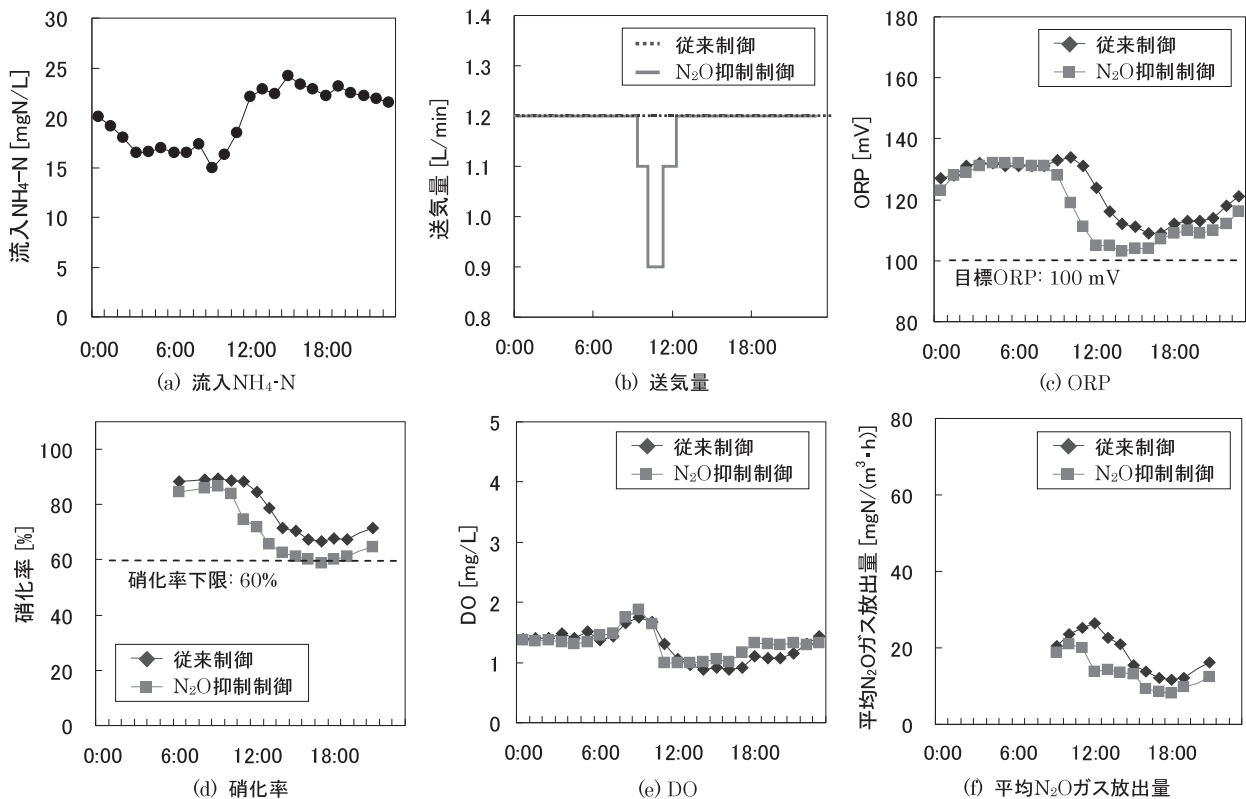 流入NH₄-N [mgN/L]
30
25
20
15
10
5
0
0:00 6:00 12:00 18:00
(a) 流入NH₄-N
送気量 [L/min]
1.4
1.3
1.2
1.1
1.0
0.9
0.8
従来制御
N₂O抑制制御
0:00 6:00 12:00 18:00
(b) 送気量
ORP [mV]
180
160
140
120
100
80
従来制御
N₂O抑制制御
目標ORP: 100 mV
0:00 6:00 12:00 18:00
(c) ORP
硝化率 [%]
100
80
60
40
20
0
硝化率下限: 60%
従来制御
N₂O抑制制御
0:00 6:00 12:00 18:00
(d) 硝化率
DO [mg/L]
5
4
3
2
1
0
従来制御
N₂O抑制制御
0:00 6:00 12:00 18:00
(e) DO
平均N₂Oガス放出量 [mgN/(m³・h)]
80
60
40
20
0
従来制御
N₂O抑制制御
0:00 6:00 12:00 18:00
(f) 平均N₂Oガス放出量